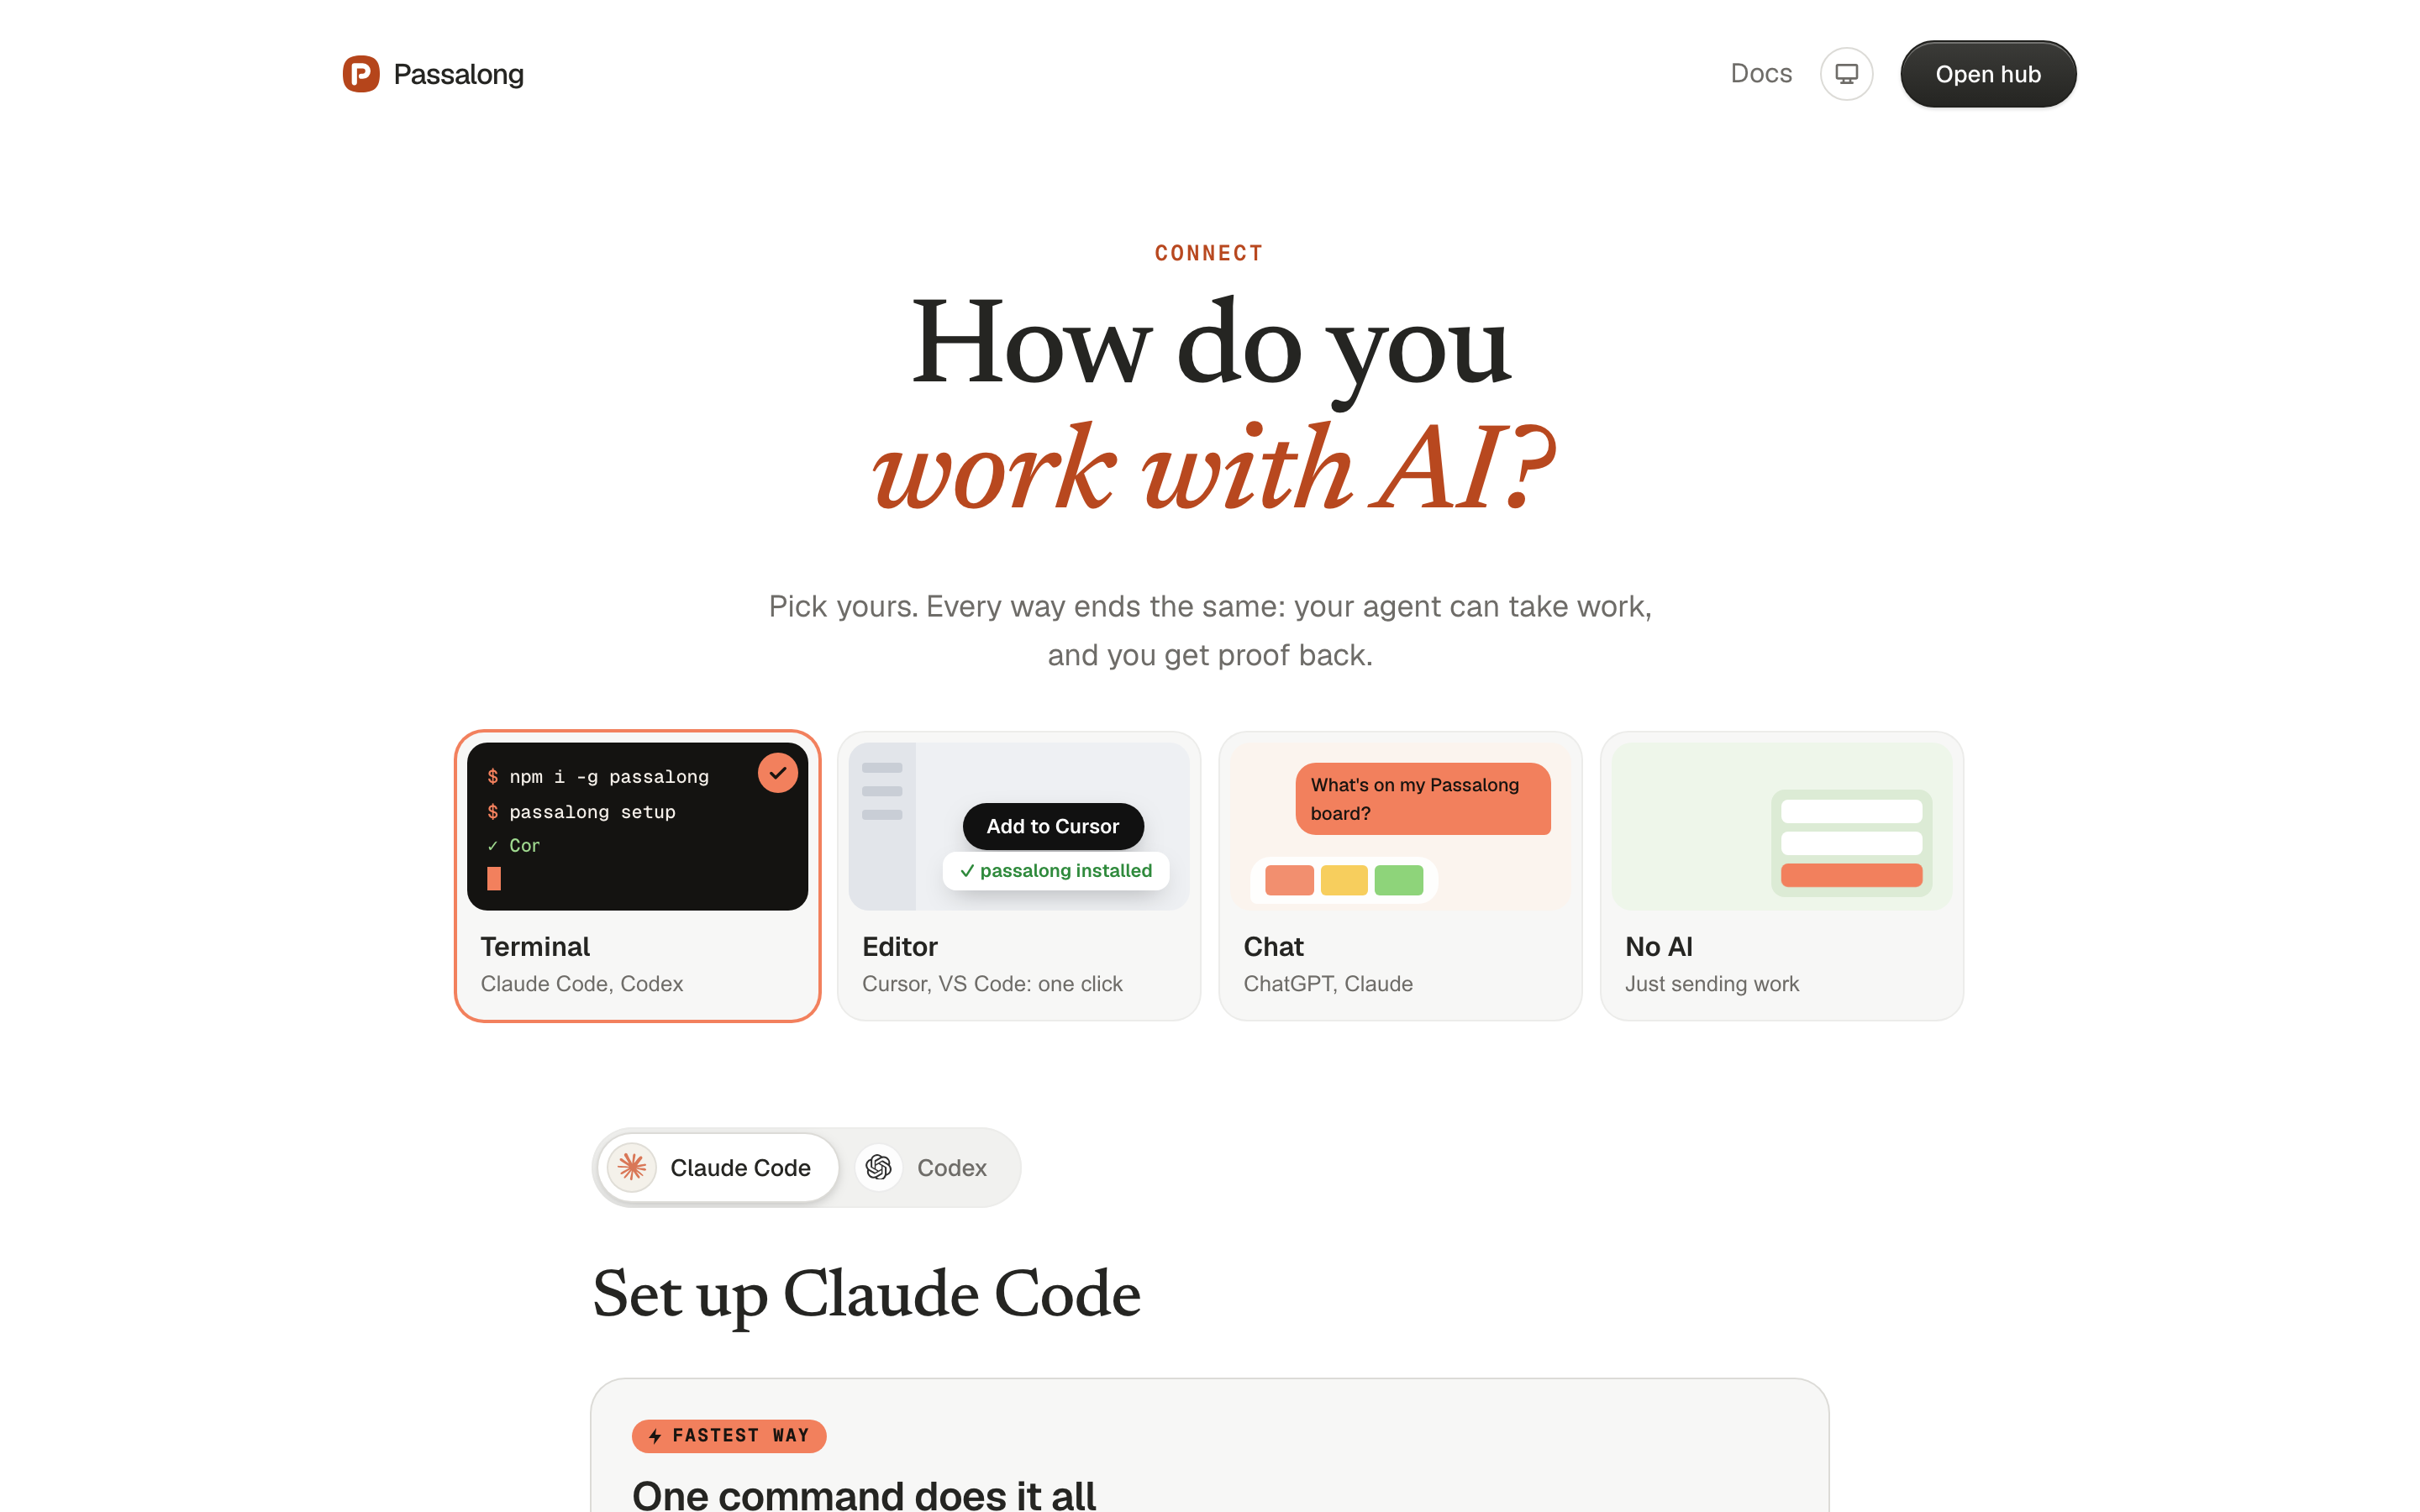 Passalong
Docs
Open hub
CONNECT
How do you
work with AI?
Pick yours. Every way ends the same: your agent can take work,
and you get proof back.
$ npm i -g passalong
$ passalong setup
✓ Cor
Terminal
Claude Code, Codex
Add to Cursor
✓ passalong installed
Editor
Cursor, VS Code: one click
What's on my Passalong
board?
Chat
ChatGPT, Claude
No AI
Just sending work
Claude Code
Codex
Set up Claude Code
FASTEST WAY
One command does it all